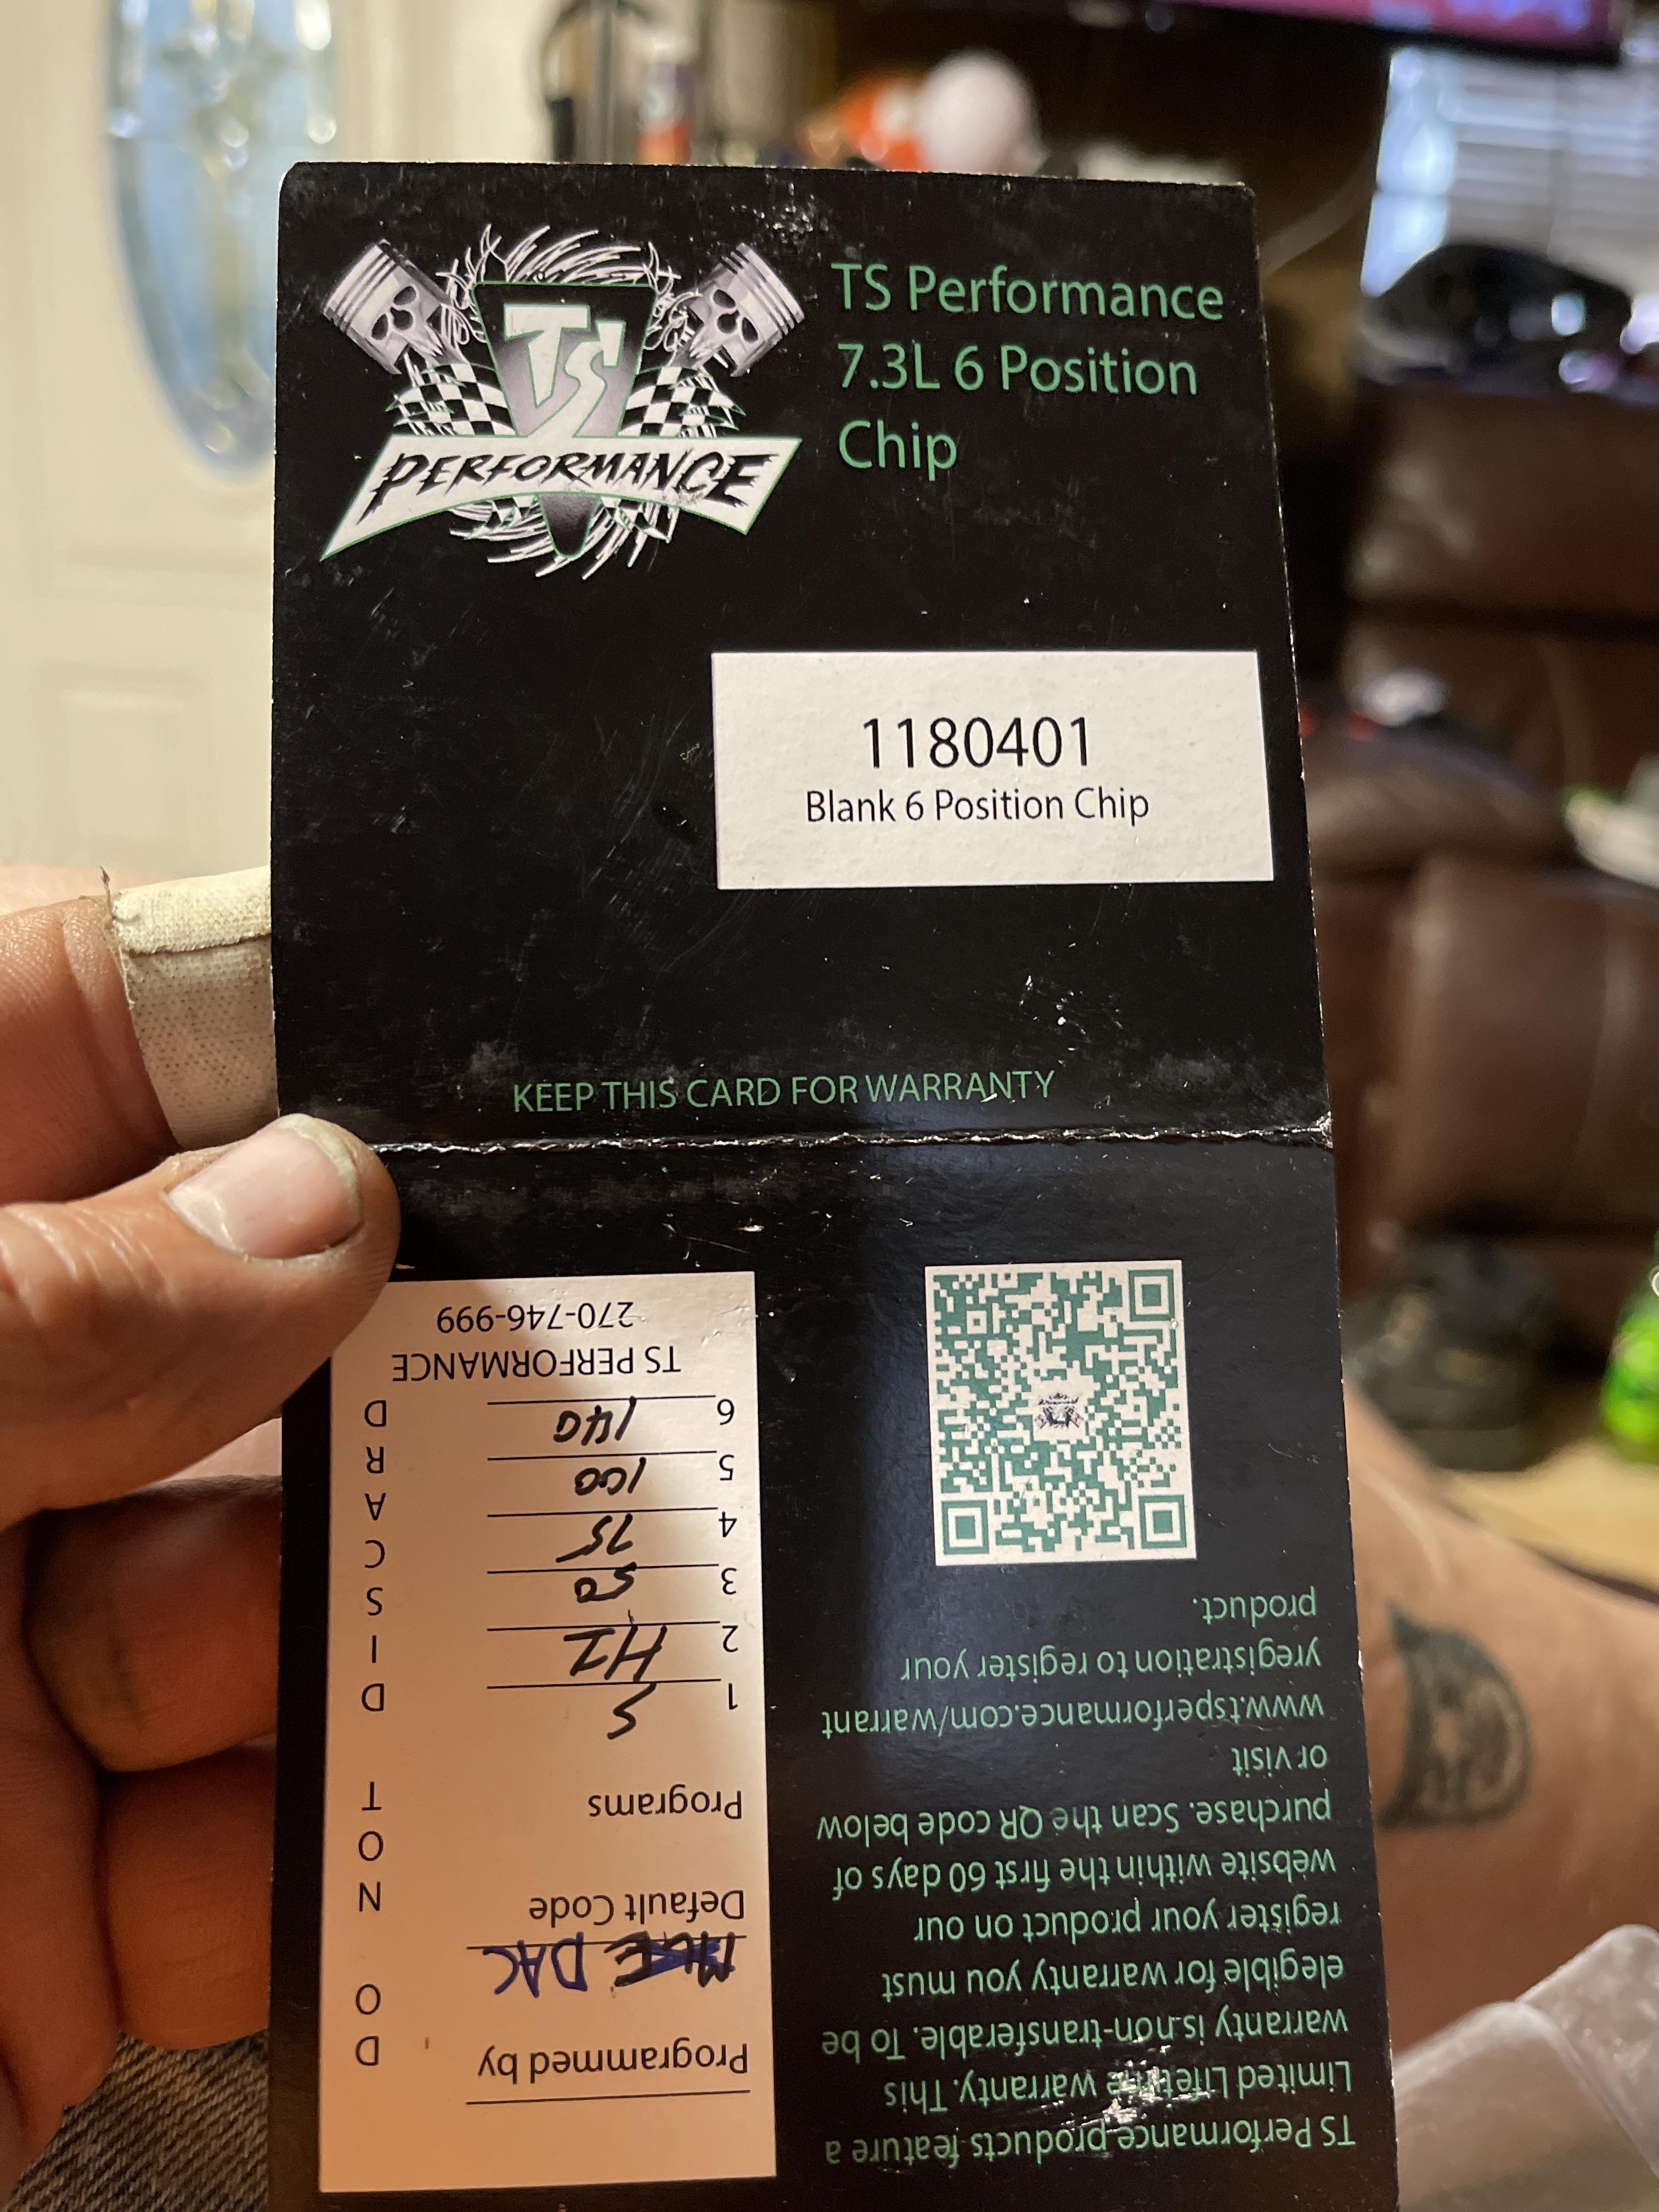 TS
PERFORMANCE
TS Performance
7.3L 6 Position
Chip
1180401
Blank 6 Position Chip
KEEP THIS CARD FOR WARRANTY
TS Performance products feature a
Limited Lifetime warranty. This
warranty is non-transferable. To be
elegible for warranty you must
register your product on our
website within the first 60 days of
purchase. Scan the QR code below
or visit
www.tsperformance.com/warrant
yregistration to register your
product.
Programmed by
DAC
Default Code
Programs
1 S
2 HI
3 50
4 75
5 100
6 140
TS PERFORMANCE
270-746-999
DO NOT DISCARD